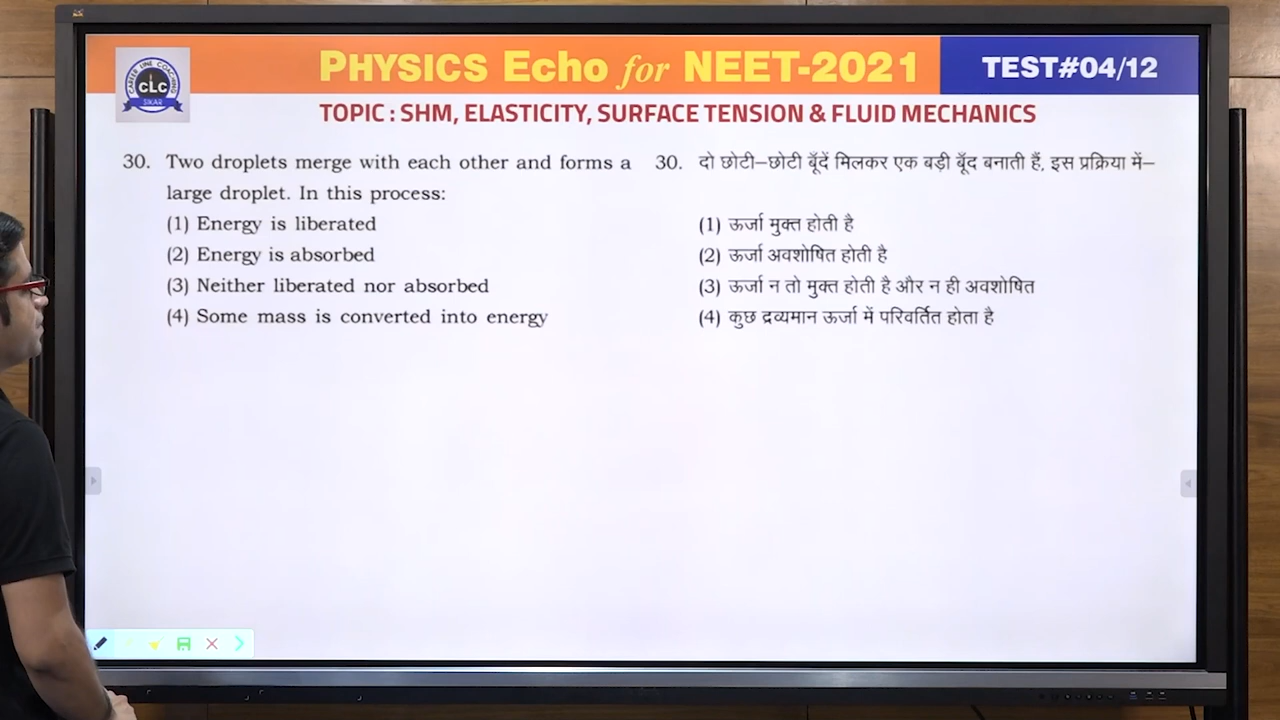 PHYSICS Echo for NEET-2021
TEST#04/12
CAREER LINE COACHING
CLC
SIKAR
TOPIC : SHM, ELASTICITY, SURFACE TENSION & FLUID MECHANICS
30. Two droplets merge with each other and forms a
large droplet. In this process:
(1) Energy is liberated
(2) Energy is absorbed
(3) Neither liberated nor absorbed
(4) Some mass is converted into energy
30. दो छोटी–छोटी बूँदें मिलकर एक बड़ी बूँद बनाती हैं, इस प्रक्रिया में–
(1) ऊर्जा मुक्त होती है
(2) ऊर्जा अवशोषित होती है
(3) ऊर्जा न तो मुक्त होती है और न ही अवशोषित
(4) कुछ द्रव्यमान ऊर्जा में परिवर्तित होता है